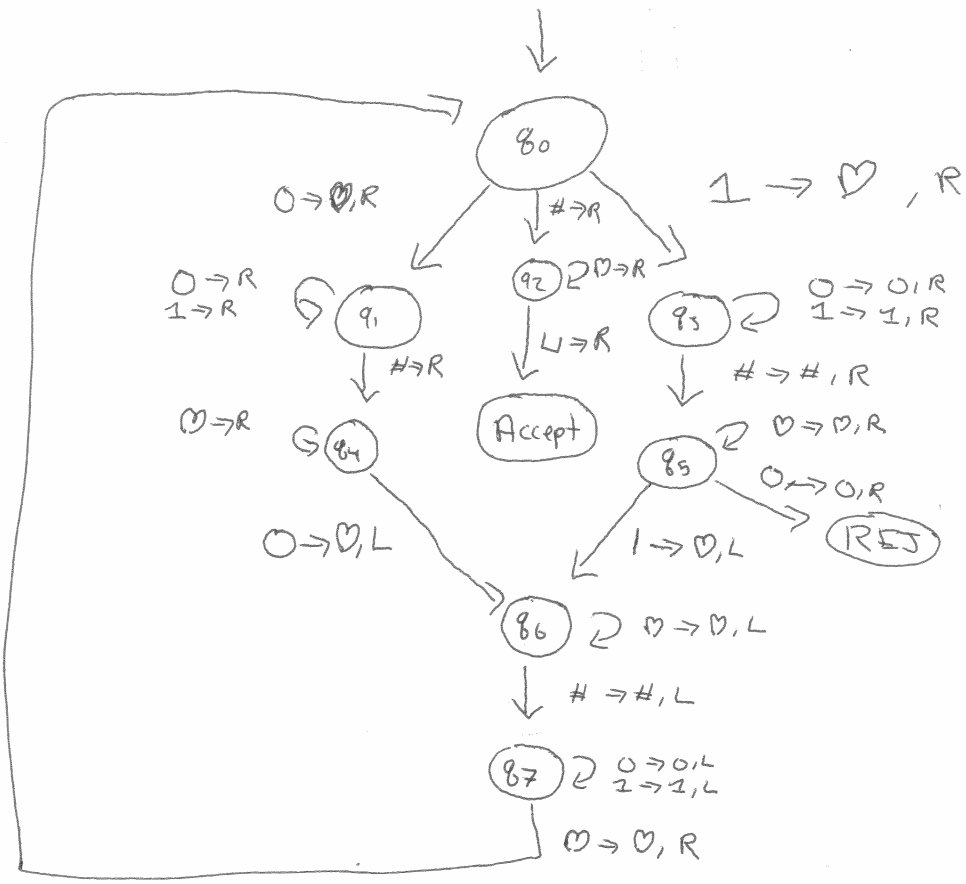 q0
0→♡,R
#→R
1 → ♡ , R
0→R
1→R
q1
q2
♡→R
q3
0→0,R
1→1,R
#→R
⊔→R
#→#,R
♡→R
q4
Accept
q5
♡→♡,R
0→0,R
REJ
0→♡,L
1→♡,L
q6
♡→♡,L
#→#,L
q7
0→0,L
1→1,L
♡→♡,R